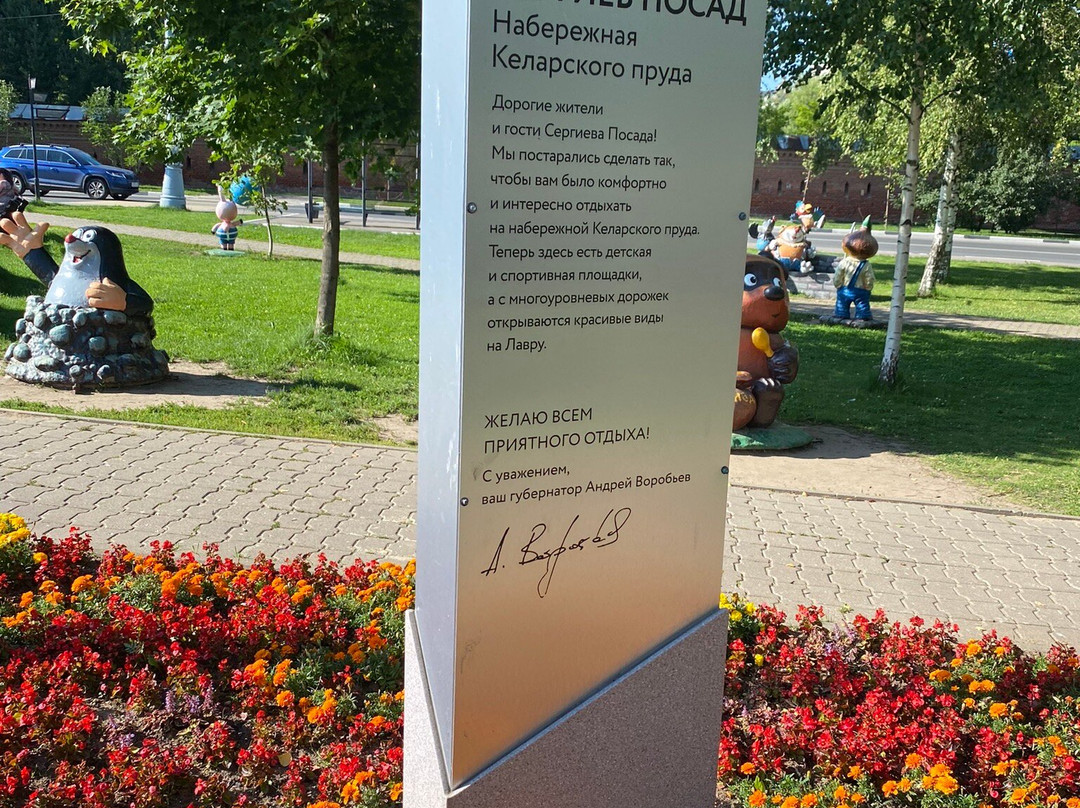 СЕРГИЕВ ПОСАД
Набережная
Келарского пруда
Дорогие жители
и гости Сергиева Посада!
Мы постарались сделать так,
чтобы вам было комфортно
и интересно отдыхать
на набережной Келарского пруда.
Теперь здесь есть детская
и спортивная площадки,
а с многоуровневых дорожек
открываются красивые виды
на Лавру.
ЖЕЛАЮ ВСЕМ
ПРИЯТНОГО ОТДЫХА!
С уважением,
ваш губернатор Андрей Воробьев